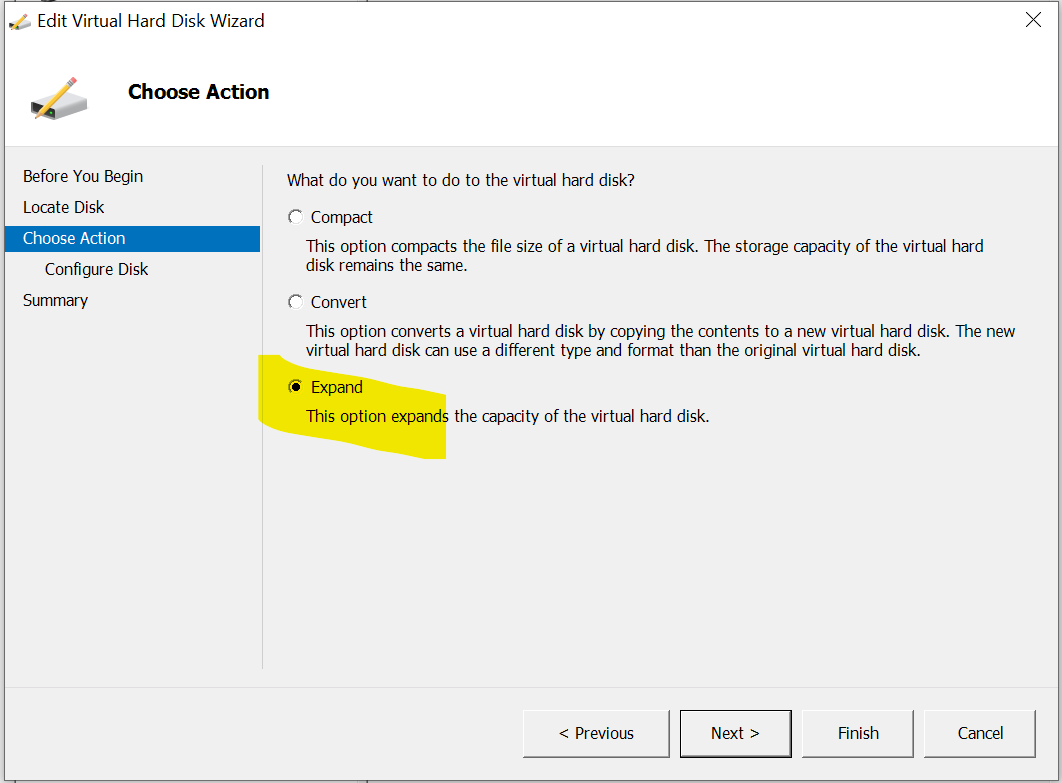 Edit Virtual Hard Disk Wizard
Choose Action
Before You Begin
Locate Disk
Choose Action
Configure Disk
Summary
What do you want to do to the virtual hard disk?
Compact
This option compacts the file size of a virtual hard disk. The storage capacity of the virtual hard
disk remains the same.
Convert
This option converts a virtual hard disk by copying the contents to a new virtual hard disk. The new
virtual hard disk can use a different type and format than the original virtual hard disk.
Expand
This option expands the capacity of the virtual hard disk.
< Previous
Next >
Finish
Cancel